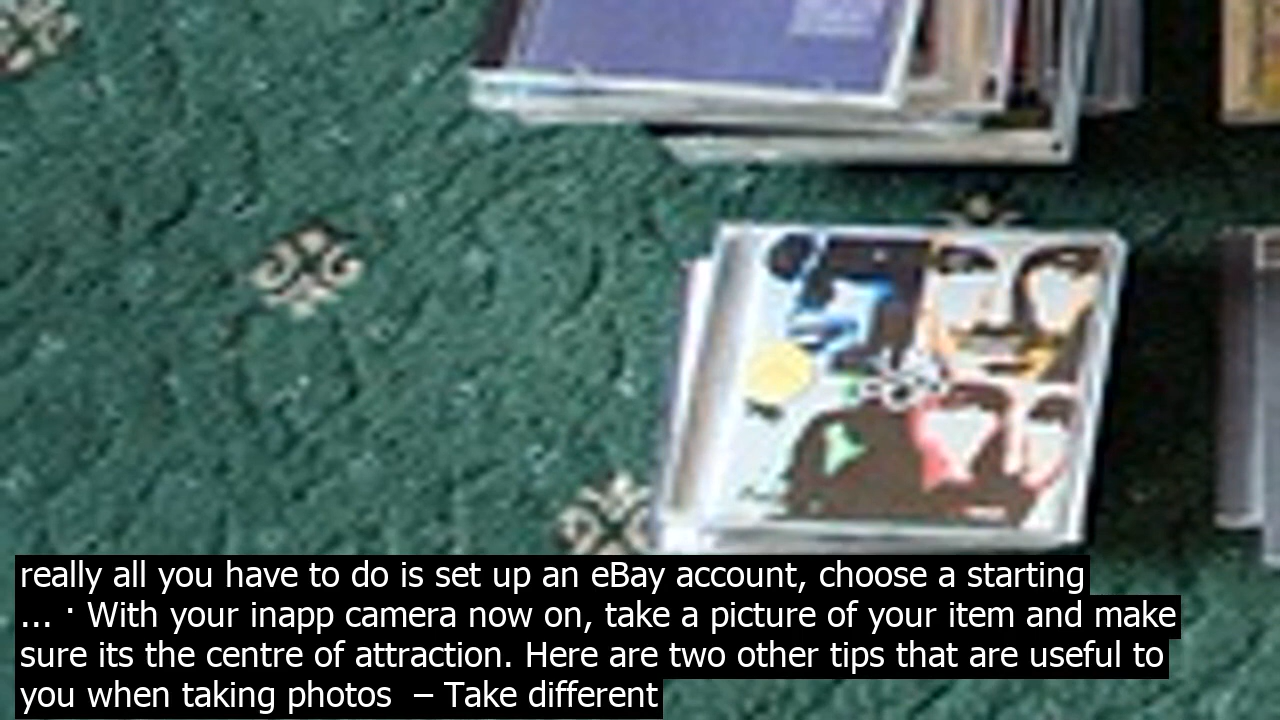 really all you have to do is set up an eBay account, choose a starting
... · With your inapp camera now on, take a picture of your item and make
sure its the centre of attraction. Here are two other tips that are useful to
you when taking photos  – Take different